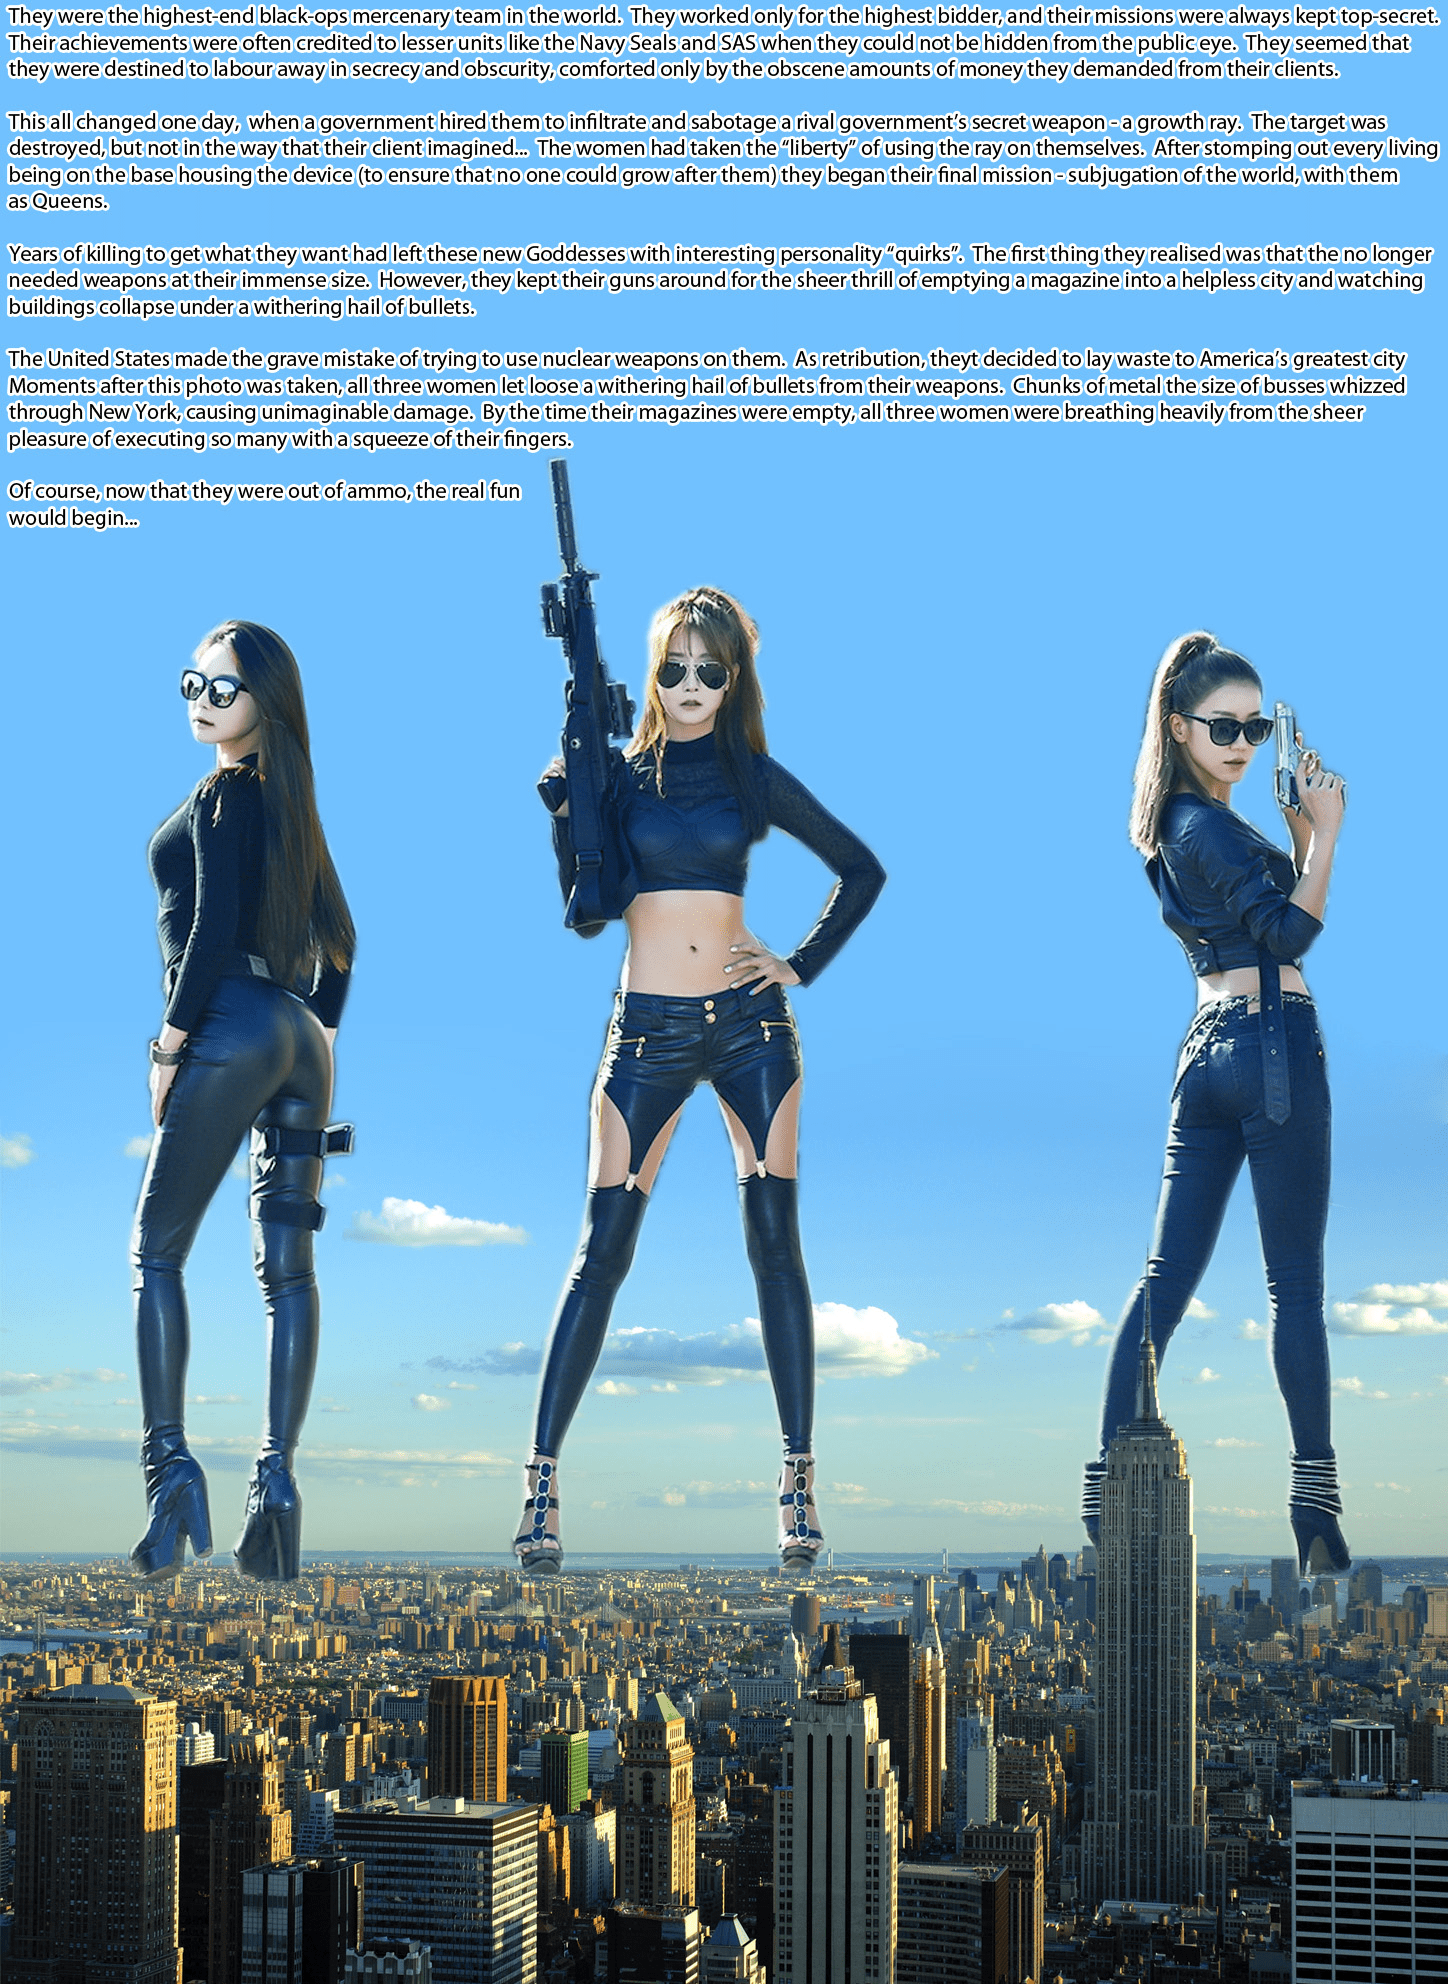 They were the highest-end black-ops mercenary team in the world.  They worked only for the highest bidder, and their missions were always kept top-secret.
Their achievements were often credited to lesser units like the Navy Seals and SAS when they could not be hidden from the public eye.  They seemed that
they were destined to labour away in secrecy and obscurity, comforted only by the obscene amounts of money they demanded from their clients.
This all changed one day,  when a government hired them to infiltrate and sabotage a rival government’s secret weapon - a growth ray.  The target was
destroyed, but not in the way that their client imagined...  The women had taken the “liberty” of using the ray on themselves.  After stomping out every living
being on the base housing the device (to ensure that no one could grow after them) they began their final mission - subjugation of the world, with them
as Queens.
Years of killing to get what they want had left these new Goddesses with interesting personality “quirks”.  The first thing they realised was that the no longer
needed weapons at their immense size.  However, they kept their guns around for the sheer thrill of emptying a magazine into a helpless city and watching
buildings collapse under a withering hail of bullets.
The United States made the grave mistake of trying to use nuclear weapons on them.  As retribution, theyt decided to lay waste to America’s greatest city
Moments after this photo was taken, all three women let loose a withering hail of bullets from their weapons.  Chunks of metal the size of busses whizzed
through New York, causing unimaginable damage.  By the time their magazines were empty, all three women were breathing heavily from the sheer
pleasure of executing so many with a squeeze of their fingers.
Of course, now that they were out of ammo, the real fun
would begin...